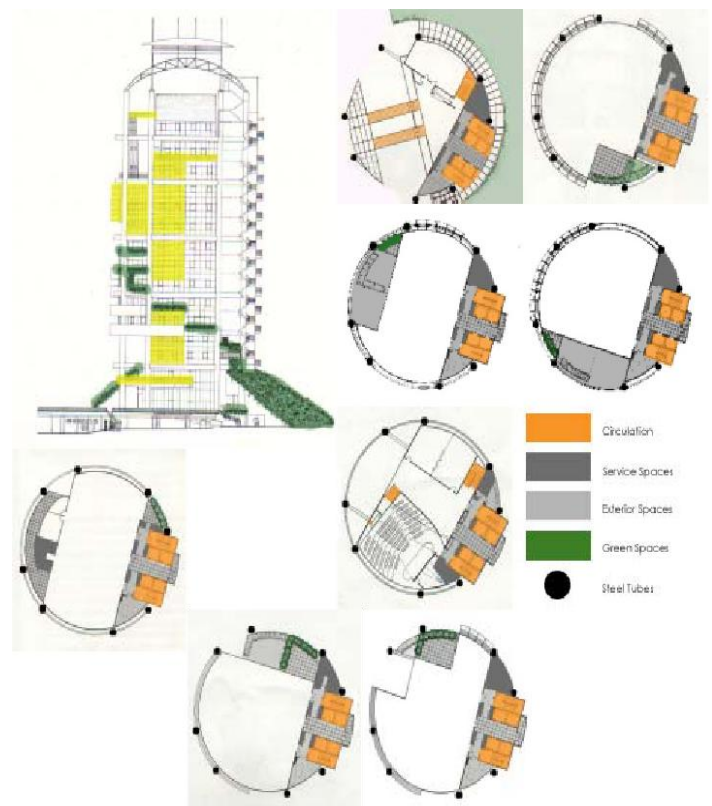 Circulation
Service Spaces
Exterior Spaces
Green Spaces
Steel Tubes